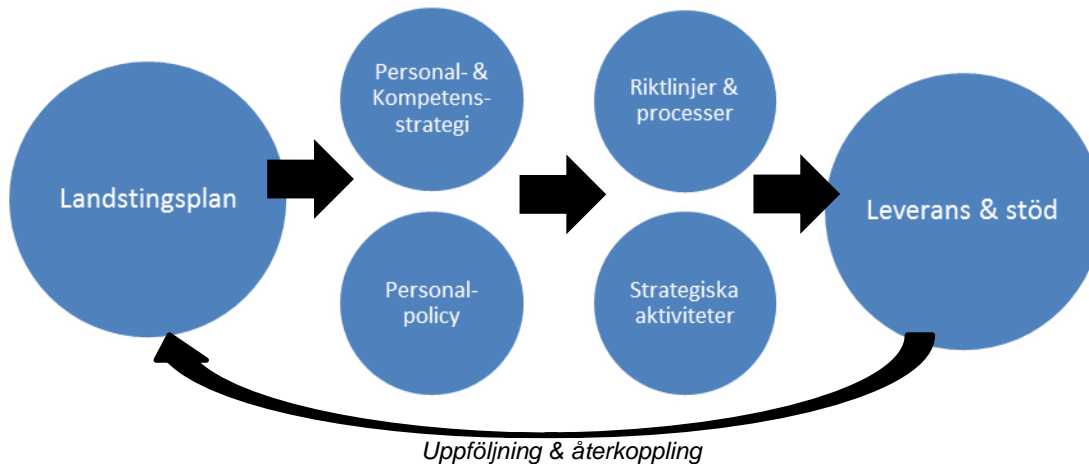 Landstingsplan
Personal- &
Kompetens-
strategi
Personal-
policy
Riktlinjer &
processer
Strategiska
aktiviteter
Leverans & stöd
Uppföljning & återkoppling